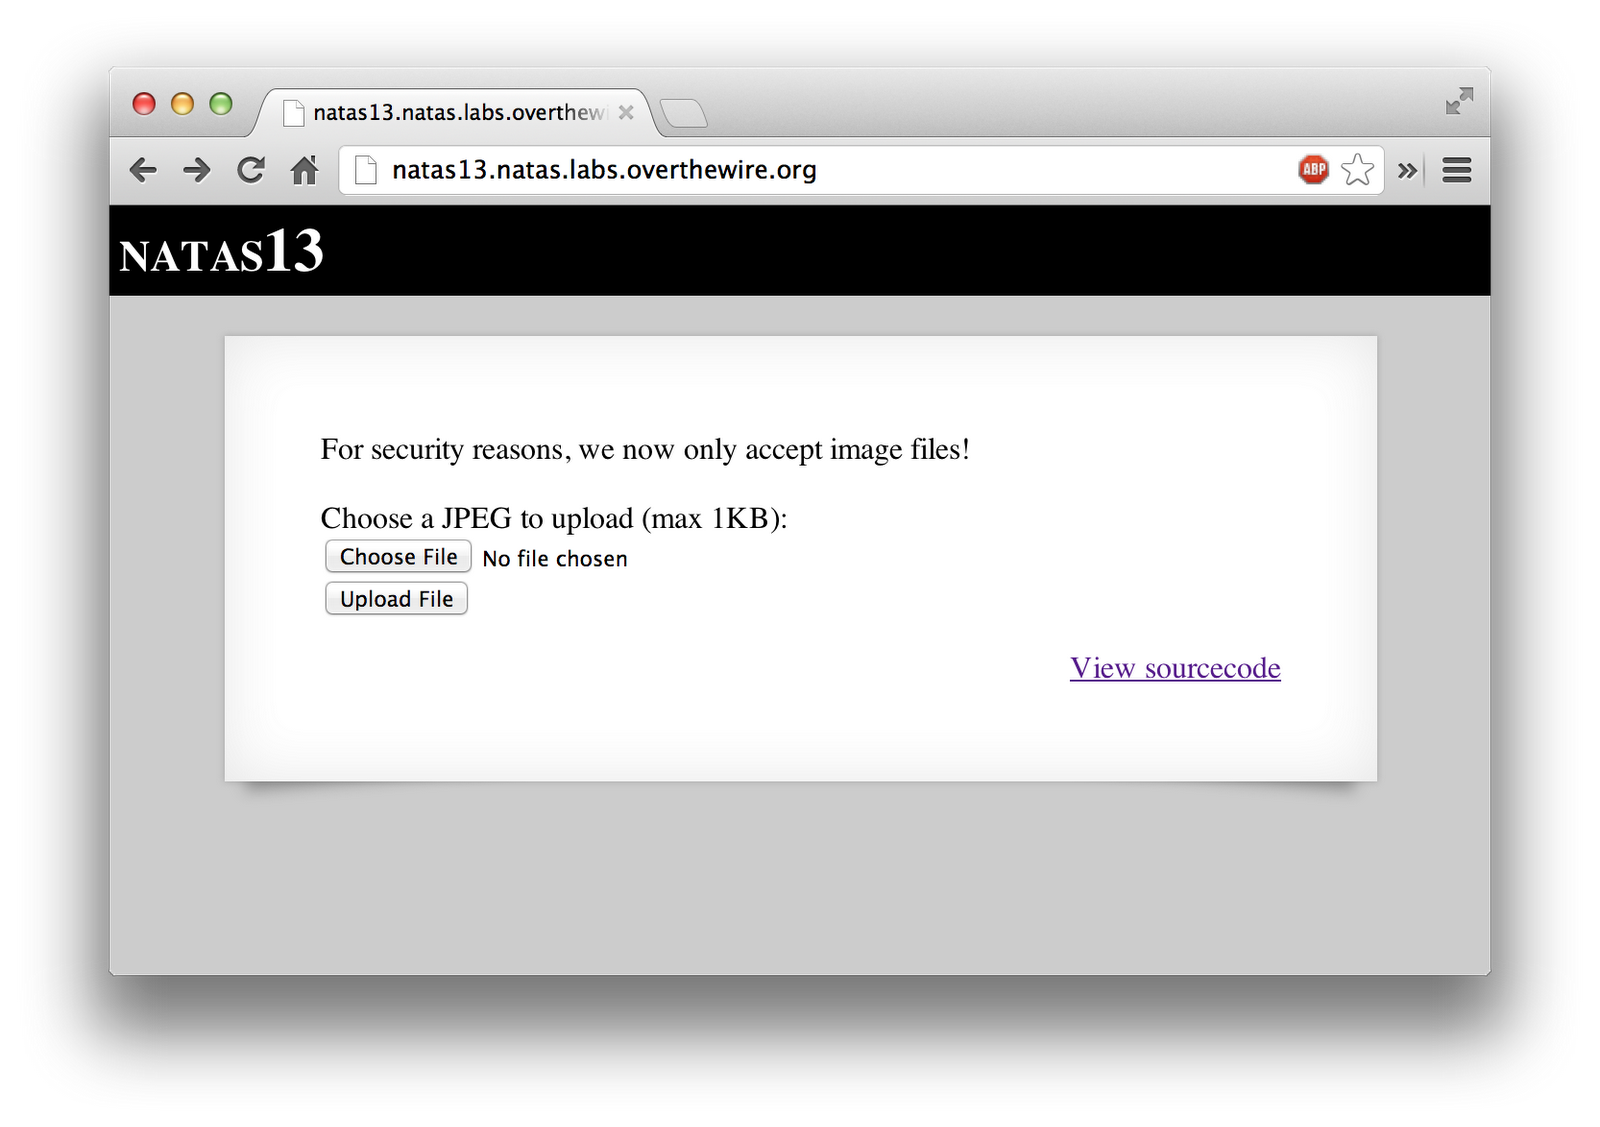 natas13.natas.labs.overthew
natas13.natas.labs.overthewire.org
ABP
NATAS13
For security reasons, we now only accept image files!
Choose a JPEG to upload (max 1KB):
Choose File No file chosen
Upload File
View sourcecode